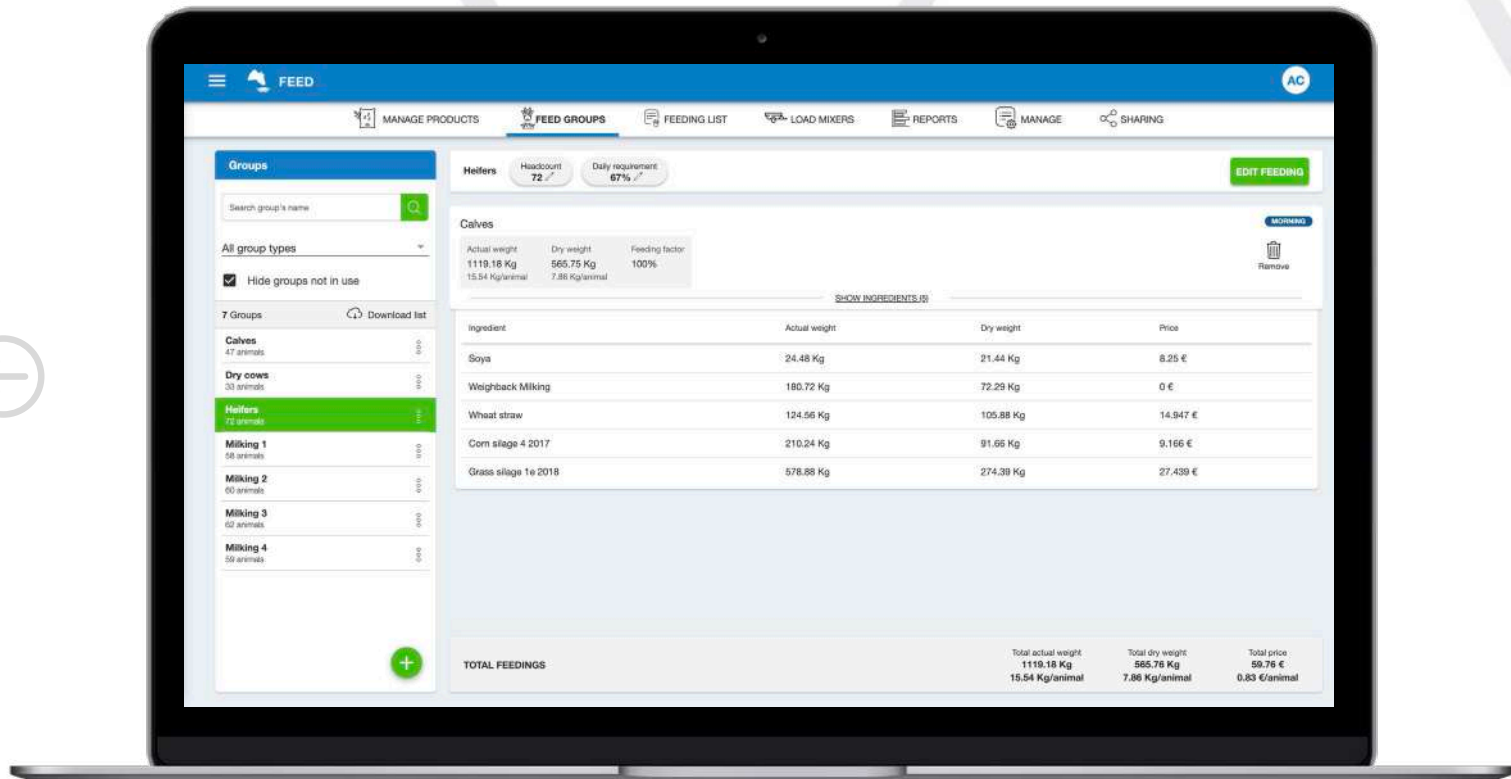 FEED
AC
MANAGE PRODUCTS
FEED GROUPS
FEEDING LIST
LOAD MIXERS
REPORTS
MANAGE
SHARING
Groups
Search group's name
All group types
Hide groups not in use
7 Groups
Download list
Calves
47 animals
Dry cows
33 animals
Heifers
72 animals
Milking 1
58 animals
Milking 2
60 animals
Milking 3
62 animals
Milking 4
59 animals
Heifers
Headcount
72
Daily requirement
67%
EDIT FEEDING
Calves
MORNING
Actual weight Dry weight Feeding factor
1119.18 Kg 565.75 Kg 100%
15.54 Kg/animal 7.86 Kg/animal
Remove
SHOW INGREDIENTS (5)
Ingredient Actual weight Dry weight Price
Soya 24.48 Kg 21.44 Kg 8.25 €
Weighback Milking 180.72 Kg 72.29 Kg 0 €
Wheat straw 124.56 Kg 105.88 Kg 14.947 €
Corn silage 4 2017 210.24 Kg 91.66 Kg 9.166 €
Grass silage 1e 2018 578.88 Kg 274.39 Kg 27.439 €
TOTAL FEEDINGS
Total actual weight Total dry weight Total price
1119.18 Kg 565.76 Kg 59.76 €
15.54 Kg/animal 7.86 Kg/animal 0.83 €/animal